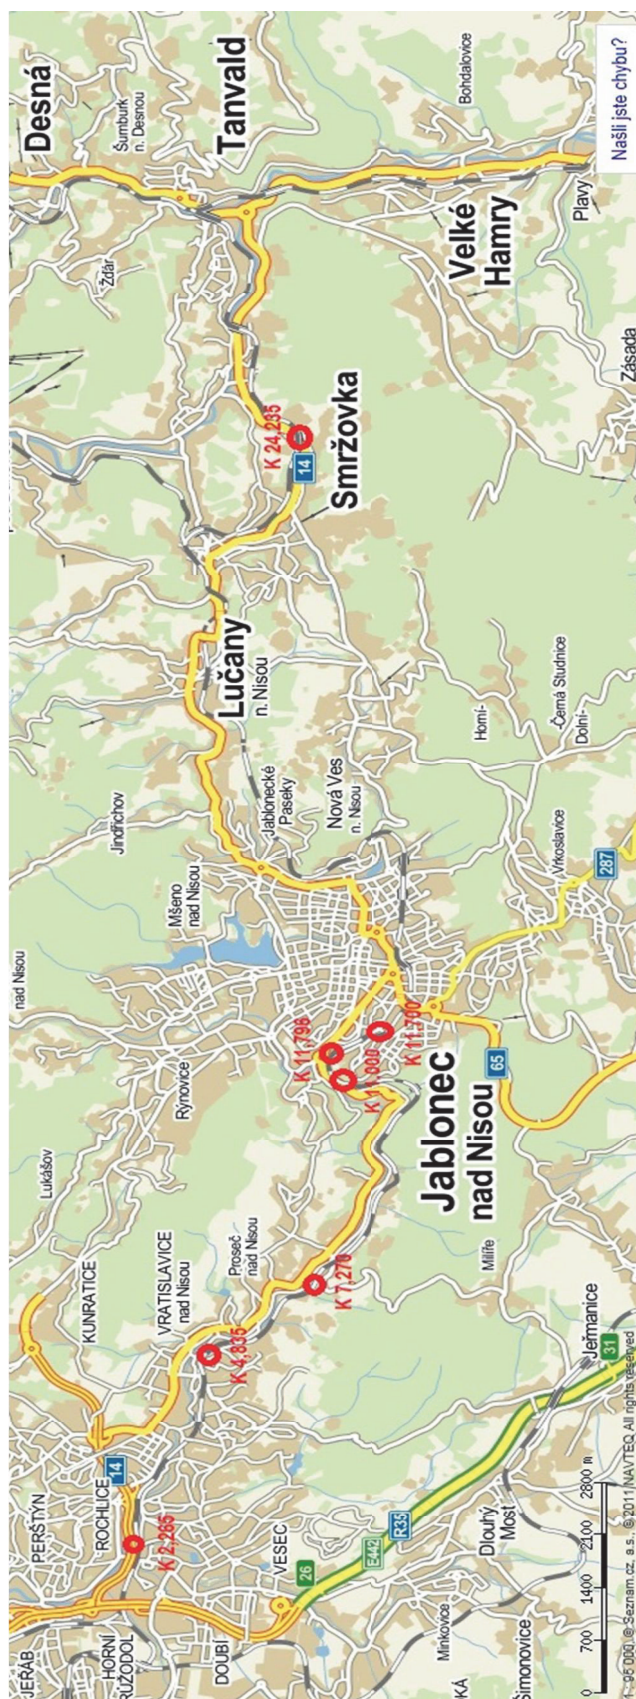 JEŘÁB
HORNÍ
RŮŽODOL
PERŠTÝN
ROCHLICE
K 2,265
DOUBÍ
VESEC
26
E442
R35
Minkovice
Dlouhý
Most
Šimonovice
0 700 1400 2100 2800 m
© Seznam.cz, a.s., © 2011 NAVTEQ All rights reserved
14
KUNRATICE
VRATISLAVICE
nad Nisou
K 4,835
Proseč
nad Nisou
K 7,270
Milíře
Jeřmanice
31
Lukášov
Rýnovice
nad Nisou
Mšeno
nad Nisou
Jindřichov
K 11,798
K 11,000
K 11,700
Jablonec
nad Nisou
65
Jablonecké
Paseky
Nová Ves
n. Nisou
Vrkoslavice
287
Lučany
n. Nisou
Horní-
-Černá Studnice
Dolní-
K 24,235
14
Smržovka
Žďár
Desná
Šumburk
n. Desnou
Tanvald
Velké
Hamry
Bohdalovice
Plavy
Zásada
Našli jste chybu?